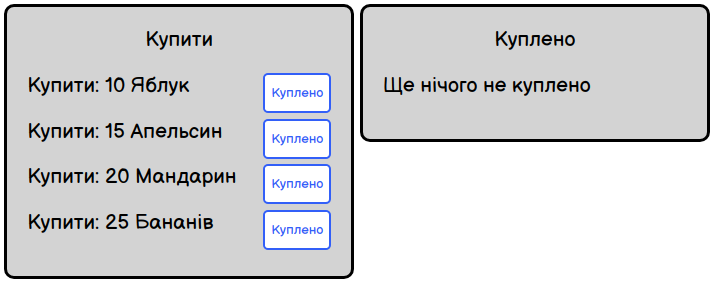 Купити
Купити: 10 Яблук Куплено
Купити: 15 Апельсин Куплено
Купити: 20 Мандарин Куплено
Купити: 25 Бананів Куплено
Куплено
Ще нічого не куплено